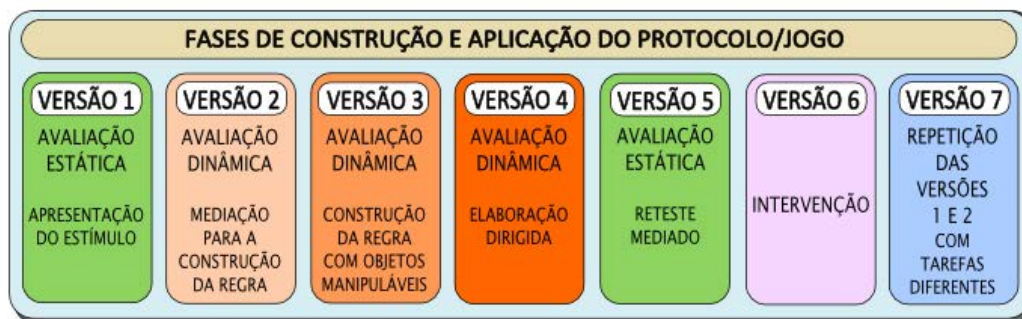 FASES DE CONSTRUÇÃO E APLICAÇÃO DO PROTOCOLO/JOGO
VERSÃO 1
AVALIAÇÃO
ESTÁTICA
APRESENTAÇÃO
DO ESTÍMULO
VERSÃO 2
AVALIAÇÃO
DINÂMICA
MEDIAÇÃO
PARA A
CONSTRUÇÃO
DA REGRA
VERSÃO 3
AVALIAÇÃO
DINÂMICA
CONSTRUÇÃO
DA REGRA
COM OBJETOS
MANIPULÁVEIS
VERSÃO 4
AVALIAÇÃO
DINÂMICA
ELABORAÇÃO
DIRIGIDA
VERSÃO 5
AVALIAÇÃO
ESTÁTICA
RETESTE
MEDIADO
VERSÃO 6
INTERVENÇÃO
VERSÃO 7
REPETIÇÃO
DAS
VERSÕES
1 E 2
COM
TAREFAS
DIFERENTES